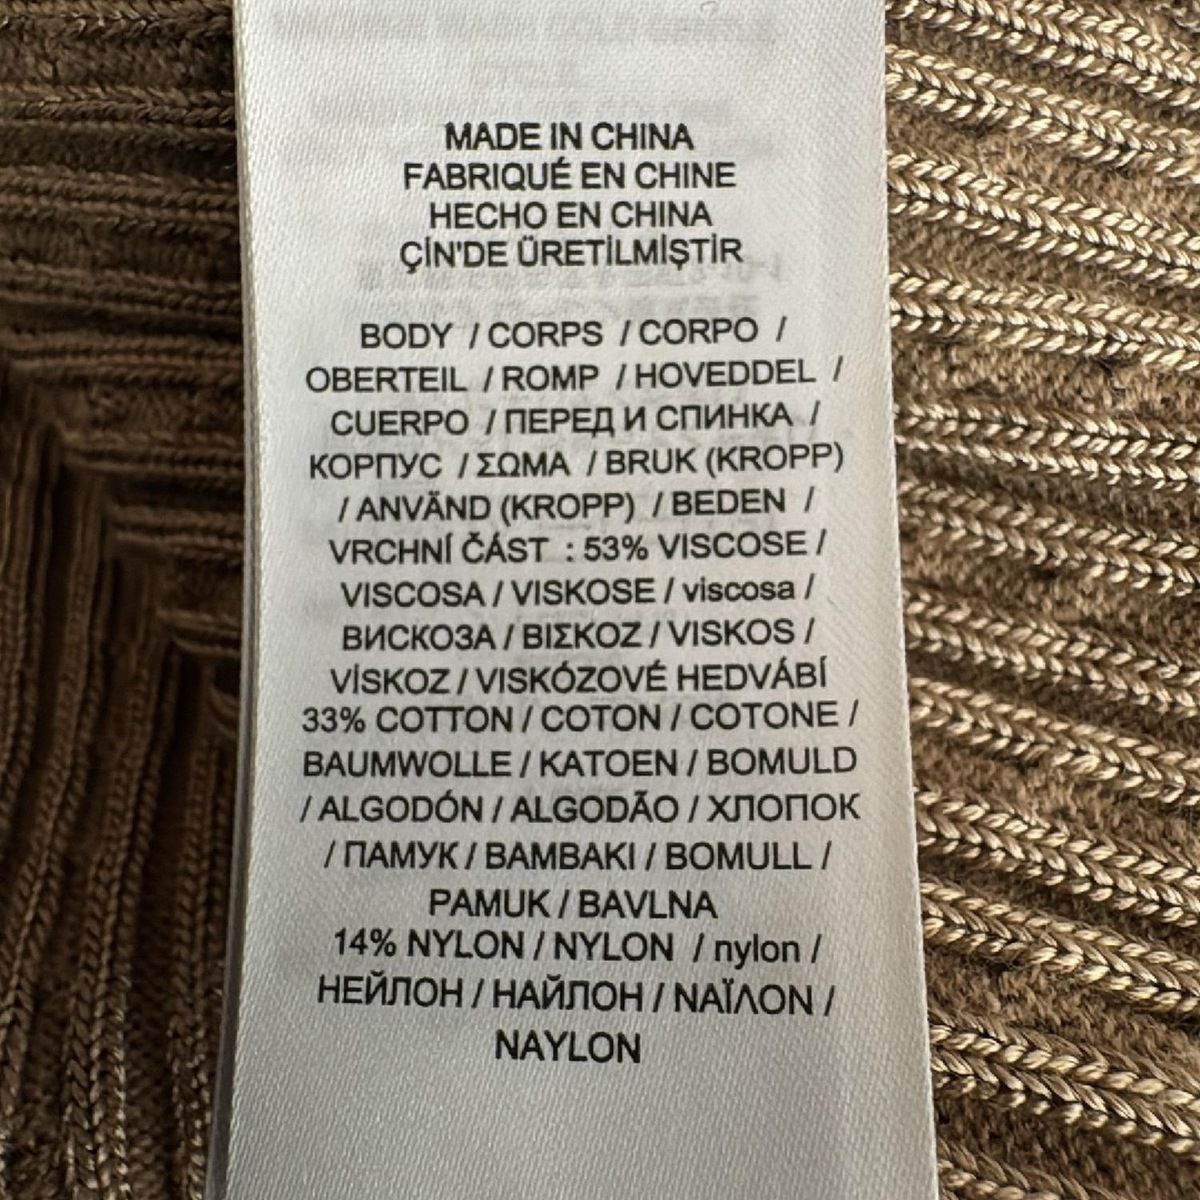 MADE IN CHINA
FABRIQUÉ EN CHINE
HECHO EN CHINA
ÇİN'DE ÜRETİLMİŞTİR
BODY / CORPS / CORPO /
OBERTEIL / ROMP / HOVEDDEL /
CUERPO / ПЕРЕД И СПИНКА /
КОРПУС / ΣΩΜΑ / BRUK (KROPP)
/ ANVÄND (KROPP) / BEDEN /
VRCHNÍ ČÁST : 53% VISCOSE /
VISCOSA / VISKOSE / viscosa /
ВИСКОЗА / ΒΙΣΚΟΖ / VISKOS /
VİSKOZ / VISKÓZOVÉ HEDVÁBÍ
33% COTTON / COTON / COTONE /
BAUMWOLLE / KATOEN / BOMULD
/ ALGODÓN / ALGODÃO / ХЛОПОК
/ ПАМУК / ΒΑΜΒΑΚΙ / BOMULL /
PAMUK / BAVLNA
14% NYLON / NYLON / nylon /
НЕЙЛОН / НАЙЛОН / ΝΑΪΛΟΝ /
NAYLON